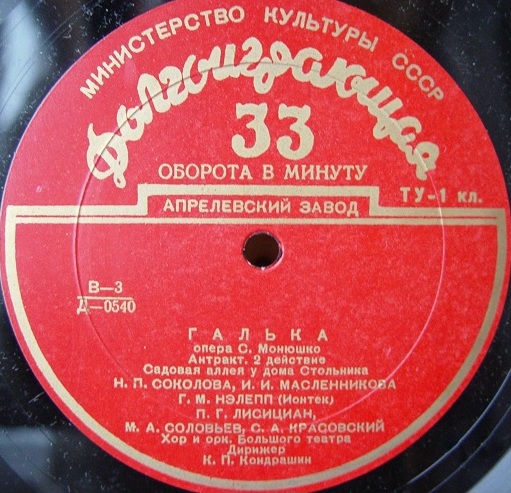 МИНИСТЕРСТВО КУЛЬТУРЫ СССР
Долгоиграющая
33
ОБОРОТА В МИНУТУ
ТУ-1 кл.
АПРЕЛЕВСКИЙ ЗАВОД
В—3
Д—0540
ГАЛЬКА
опера С. Монюшко
Антракт. 2 действие
Садовая аллея у дома Стольника
Н. П. СОКОЛОВА, И. И. МАСЛЕННИКОВА
Г. М. НЭЛЕПП (Ионтек)
П. Г. ЛИСИЦИАН,
М. А. СОЛОВЬЕВ, С. А. КРАСОВСКИЙ
Хор и орк. Большого театра
Дирижер
К. П. Кондрашин